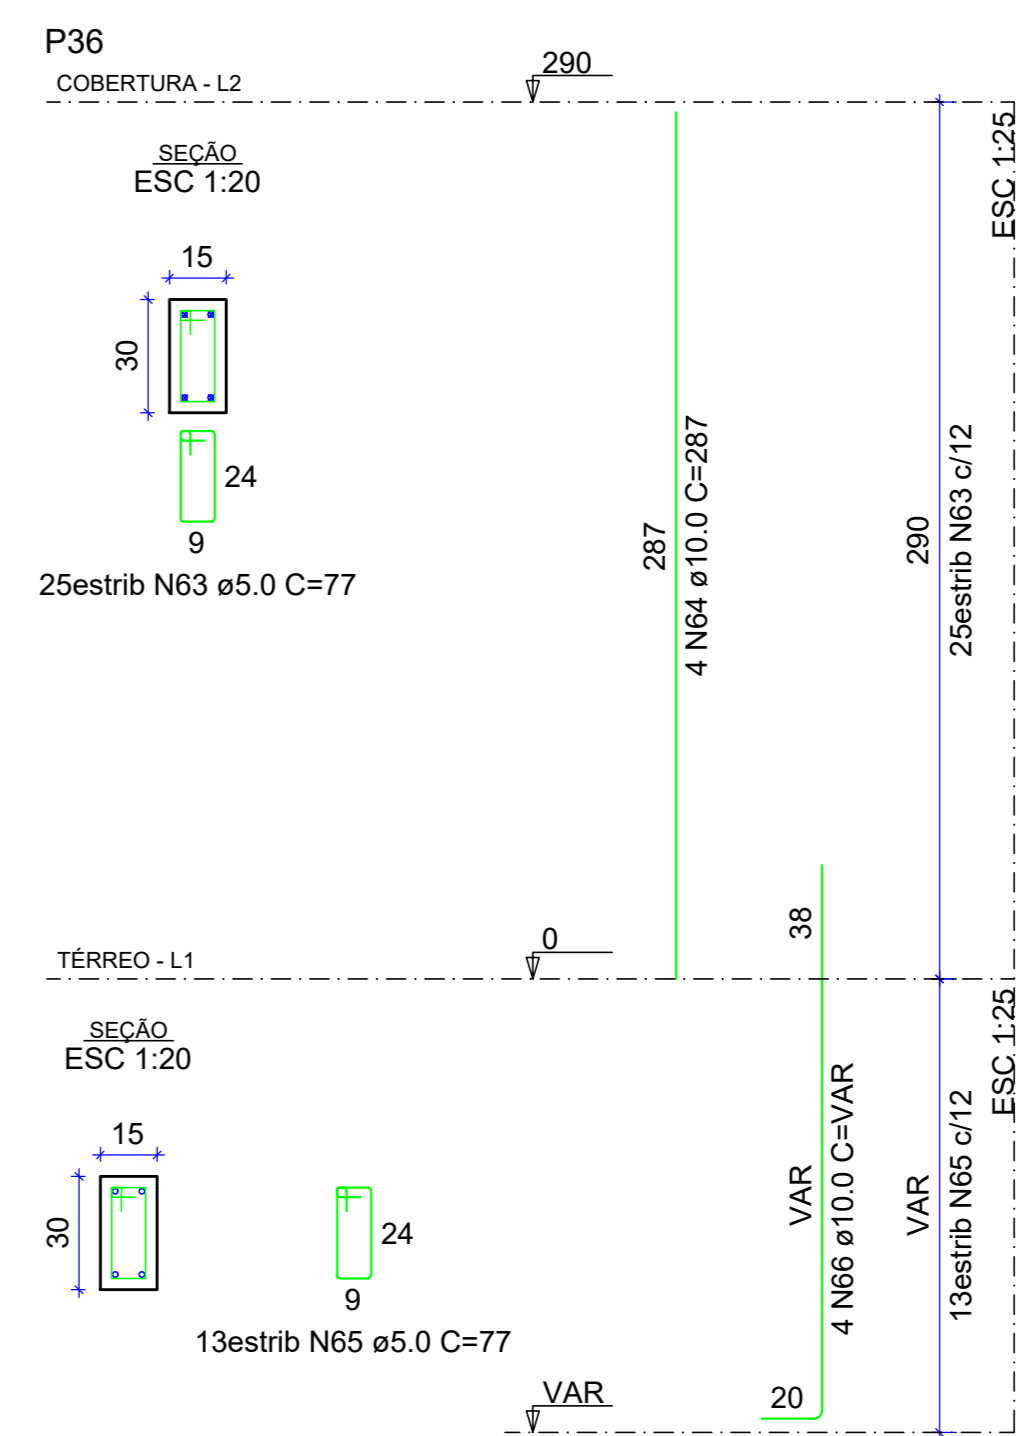 P36
COBERTURA - L2
290
ESC 1:25
SEÇÃO
ESC 1:20
15
30
24
9
25estrib N63 ø5.0 C=77
287
4 N64 ø10.0 C=287
290
25estrib N63 c/12
38
TÉRREO - L1
0
ESC 1:25
SEÇÃO
ESC 1:20
15
30
24
9
13estrib N65 ø5.0 C=77
VAR
4 N66 ø10.0 C=VAR
VAR
13estrib N65 c/12
20
VAR